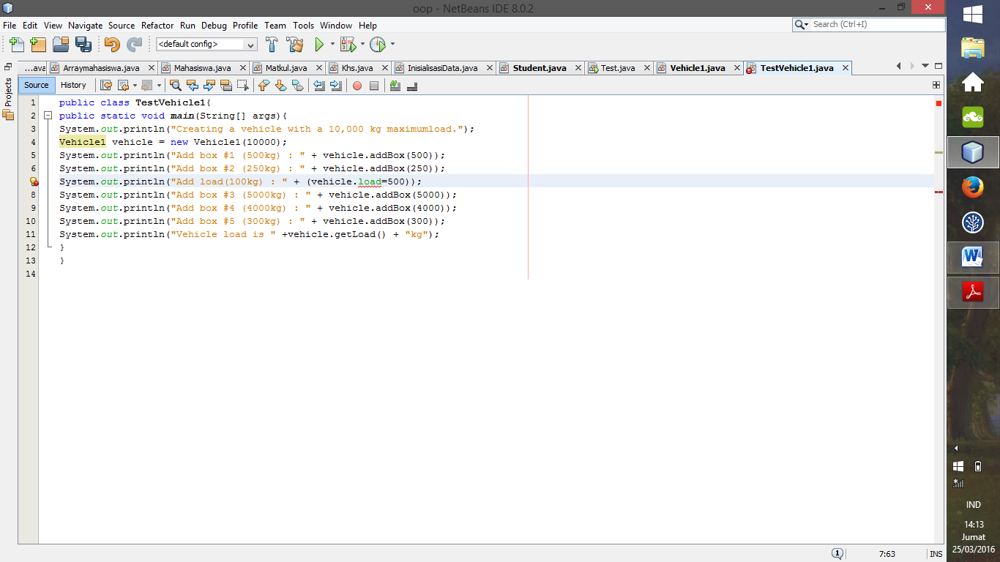 oop - NetBeans IDE 8.0.2
File Edit View Navigate Source Refactor Run Debug Profile Team Tools Window Help
Search (Ctrl+I)
<default config>
...ava Arraymahasiswa.java Mahasiswa.java Matkul.java Khs.java InisialisasiData.java Student.java Test.java Vehicle1.java TestVehicle1.java
Projects
Source History
1 public class TestVehicle1{
2 public static void main(String[] args){
3 System.out.println("Creating a vehicle with a 10,000 kg maximumload.");
4 Vehicle1 vehicle = new Vehicle1(10000);
5 System.out.println("Add box #1 (500kg) : " + vehicle.addBox(500));
6 System.out.println("Add box #2 (250kg) : " + vehicle.addBox(250));
System.out.println("Add load(100kg) : " + (vehicle.load=500));
8 System.out.println("Add box #3 (5000kg) : " + vehicle.addBox(5000));
9 System.out.println("Add box #4 (4000kg) : " + vehicle.addBox(4000));
10 System.out.println("Add box #5 (300kg) : " + vehicle.addBox(300));
11 System.out.println("Vehicle load is " +vehicle.getLoad() + "kg");
12 }
13 }
14
1
7:63
INS
IND
14:13
Jumat
25/03/2016